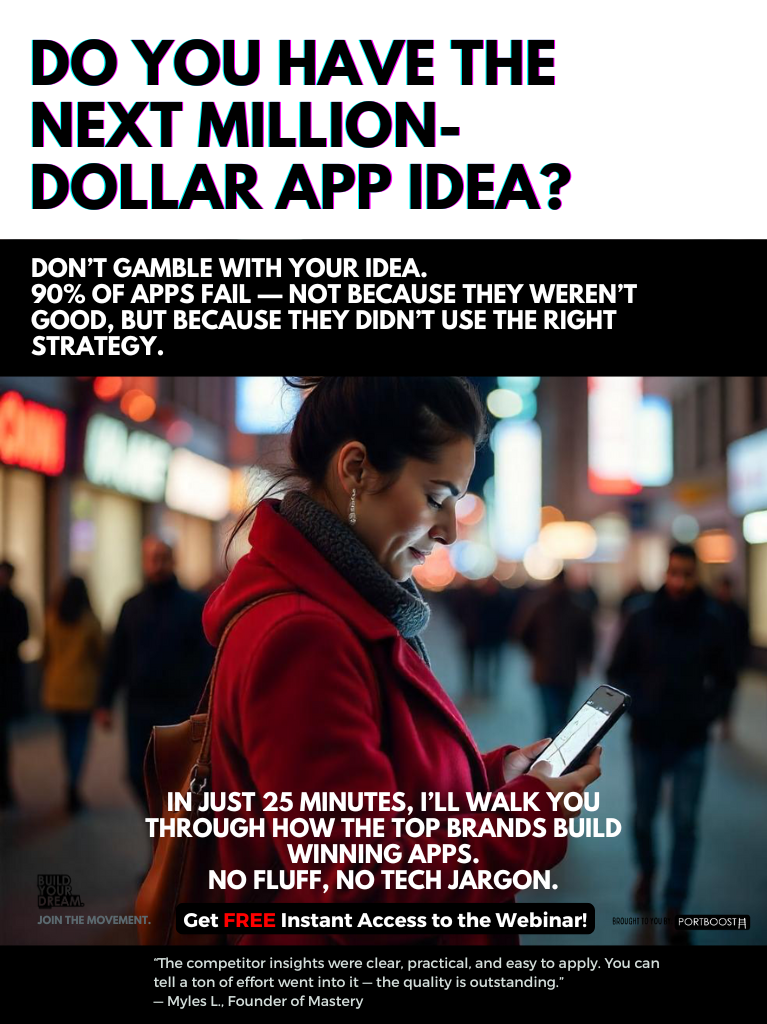 DO YOU HAVE THE
NEXT MILLION-
DOLLAR APP IDEA?
DON’T GAMBLE WITH YOUR IDEA.
90% OF APPS FAIL — NOT BECAUSE THEY WEREN’T
GOOD, BUT BECAUSE THEY DIDN’T USE THE RIGHT
STRATEGY.
IN JUST 25 MINUTES, I’LL WALK YOU
THROUGH HOW THE TOP BRANDS BUILD
WINNING APPS.
NO FLUFF, NO TECH JARGON.
BUILD
YOUR
DREAM.
JOIN THE MOVEMENT.
Get FREE Instant Access to the Webinar!
BROUGHT TO YOU BY PORTBOOST
“The competitor insights were clear, practical, and easy to apply. You can
tell a ton of effort went into it — the quality is outstanding.”
— Myles L., Founder of Mastery